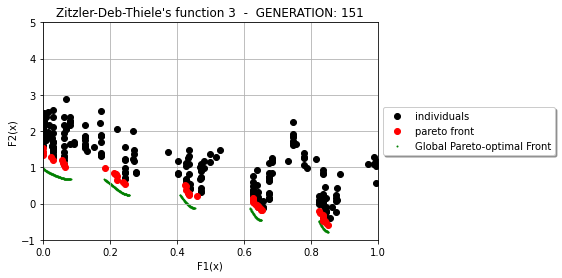 Zitzler-Deb-Thiele's function 3 - GENERATION: 151
5
4
3
2
1
0
−1
F2(x)
0.0 0.2 0.4 0.6 0.8 1.0
F1(x)
individuals
pareto front
Global Pareto-optimal Front